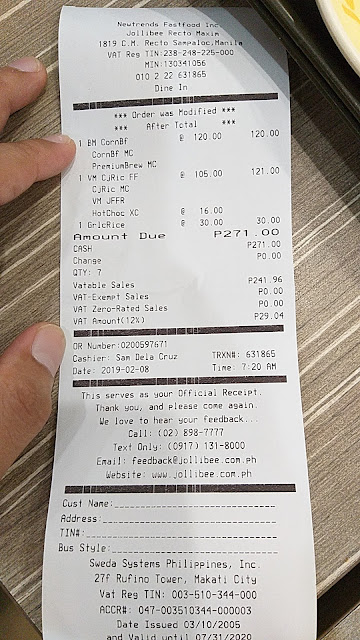 Newtrends Fastfood Inc.
Jollibee Recto Maxim
1819 C.M. Recto Sampaloc,Manila
VAT Reg TIN:238-248-225-000
MIN:130341056
010 2 22 631865
Dine In
*** Order was Modified ***
*** After Total ***
1 BM CornBf @ 120.00 120.00
CornBf MC
PremiumBrew MC
1 VM CjRic FF @ 105.00 121.00
CjRic MC
VM JFFR
HotChoc XC @ 16.00
1 GrlcRice @ 30.00 30.00
Amount Due P271.00
CASH P271.00
Change P0.00
QTY: 7
Vatable Sales P241.96
VAT-Exempt Sales P0.00
VAT Zero-Rated Sales P0.00
VAT Amount(12%) P29.04
OR Number:0200597671
Cashier: Sam Dela Cruz TRXN#: 631865
Date: 2019-02-08 Time: 7:20 AM
This serves as your Official Receipt.
Thank you, and please come again.
We love to hear your feedback...
Call: (02) 898-7777
Text Only: (0917) 131-8000
Email: feedback@jollibee.com.ph
Website: www.jollibee.com.ph
Cust Name:
Address:
TIN#:
Bus Style:
Sweda Systems Philippines, Inc.
27f Rufino Tower, Makati City
Vat Reg TIN: 003-510-344-000
ACCR#: 047-003510344-000003
Date Issued 03/10/2005
and Valid until 07/31/2020